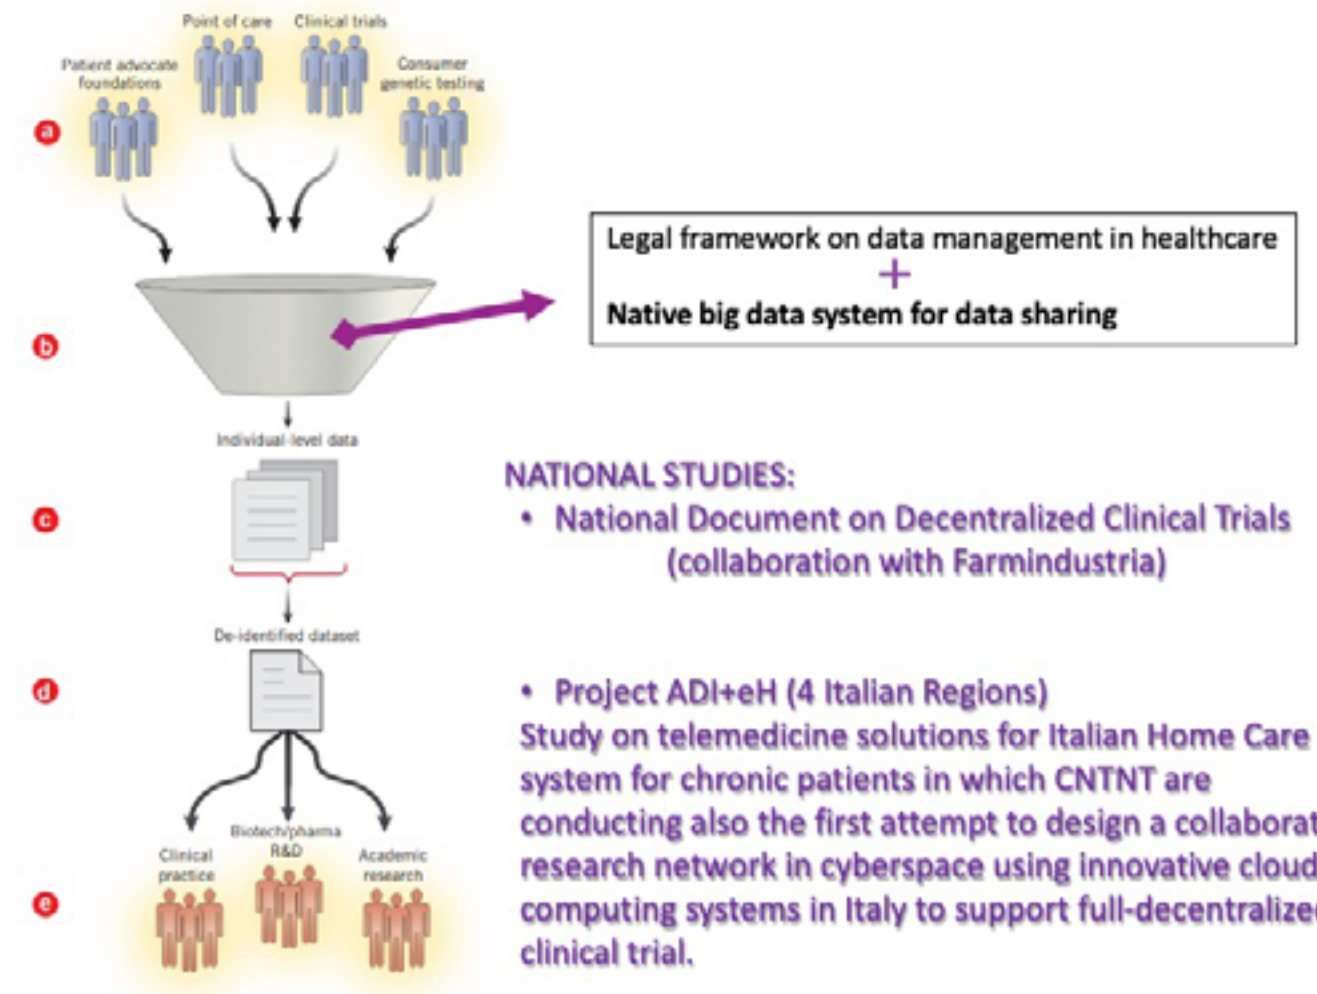 Point of care
Clinical trials
Patient advocate
foundations
Consumer
genetic testing
a
Legal framework on data management in healthcare
+
Native big data system for data sharing
b
Individual-level data
NATIONAL STUDIES:
• National Document on Decentralized Clinical Trials
(collaboration with Farmindustria)
c
De-identified dataset
d
• Project ADI+eH (4 Italian Regions)
Study on telemedicine solutions for Italian Home Care
system for chronic patients in which CNTNT are
conducting also the first attempt to design a collaborat
research network in cyberspace using innovative cloud
computing systems in Italy to support full-decentralize
clinical trial.
Clinical
practice
Biotech/pharma
R&D
Academic
research
e